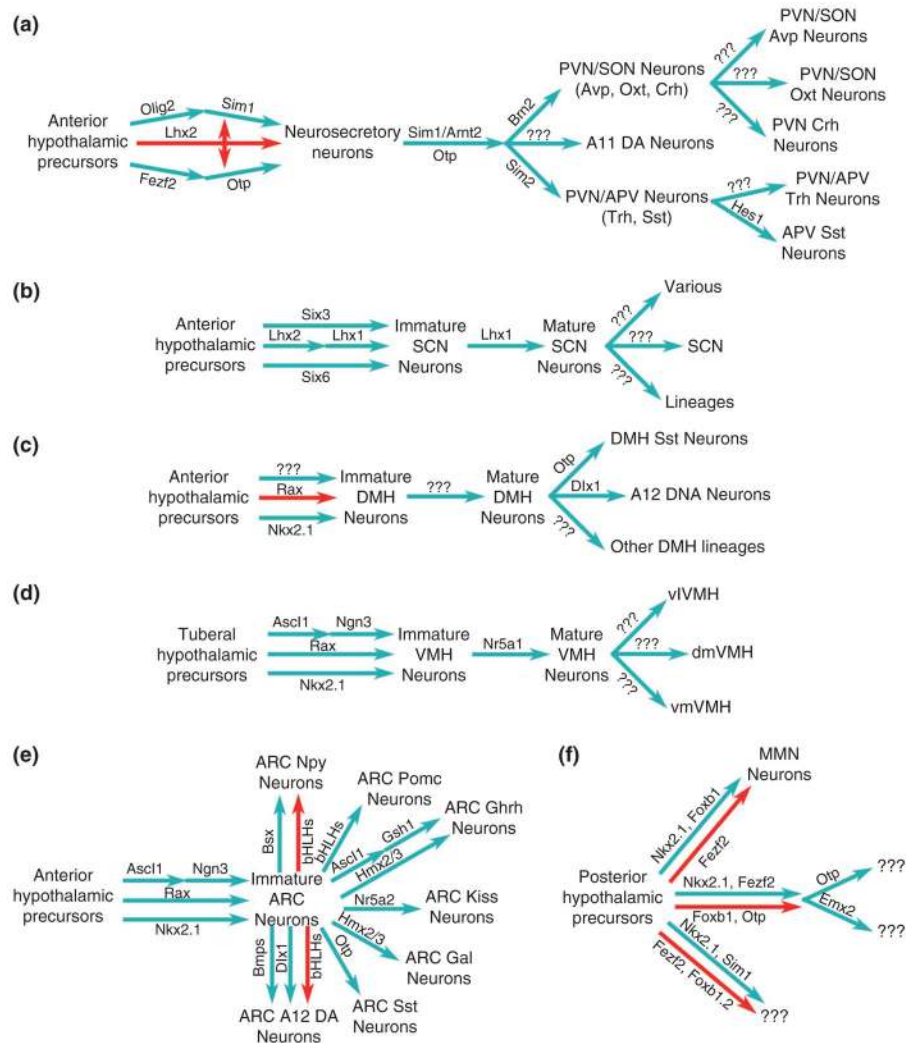 (a)
Anterior
hypothalamic
precursors
Olig2
Sim1
Lhx2
Fezf2
Otp
Neurosecretory
neurons
Sim1/Arnt2
Otp
Brn2
???
Sim2
PVN/SON Neurons
(Avp, Oxt, Crh)
A11 DA Neurons
PVN/APV Neurons
(Trh, Sst)
???
???
???
PVN/SON
Avp Neurons
PVN/SON
Oxt Neurons
PVN Crh
Neurons
???
Hes1
PVN/APV
Trh Neurons
APV Sst
Neurons
(b)
Anterior
hypothalamic
precursors
Six3
Lhx2
Lhx1
Six6
Immature
SCN
Neurons
Lhx1
Mature
SCN
Neurons
???
???
???
Various
SCN
Lineages
(c)
Anterior
hypothalamic
precursors
???
Rax
Nkx2.1
Immature
DMH
Neurons
???
Mature
DMH
Neurons
Otp
Dlx1
???
DMH Sst Neurons
A12 DNA Neurons
Other DMH lineages
(d)
Tuberal
hypothalamic
precursors
Ascl1
Ngn3
Rax
Nkx2.1
Immature
VMH
Neurons
Nr5a1
Mature
VMH
Neurons
???
???
???
vlVMH
dmVMH
vmVMH
(e)
Anterior
hypothalamic
precursors
Ascl1
Ngn3
Rax
Nkx2.1
Immature
ARC
Neurons
ARC Npy
Neurons
Bsx
bHLHs
ARC Pomc
Neurons
bHLHs
ARC Ghrh
Neurons
Ascl1
Gsh1
Hmx2/3
Nr5a2
ARC Kiss
Neurons
Hmx2/3
ARC Gal
Neurons
Otp
ARC Sst
Neurons
Bmps
Dlx1
bHLHs
ARC A12 DA
Neurons
(f)
Posterior
hypothalamic
precursors
MMN
Neurons
Nkx2.1, Foxb1
Fezf2
Nkx2.1, Fezf2
Foxb1, Otp
Otp
Emx2
???
???
Nkx2.1, Sim1
Fezf2, Foxb1.2
???